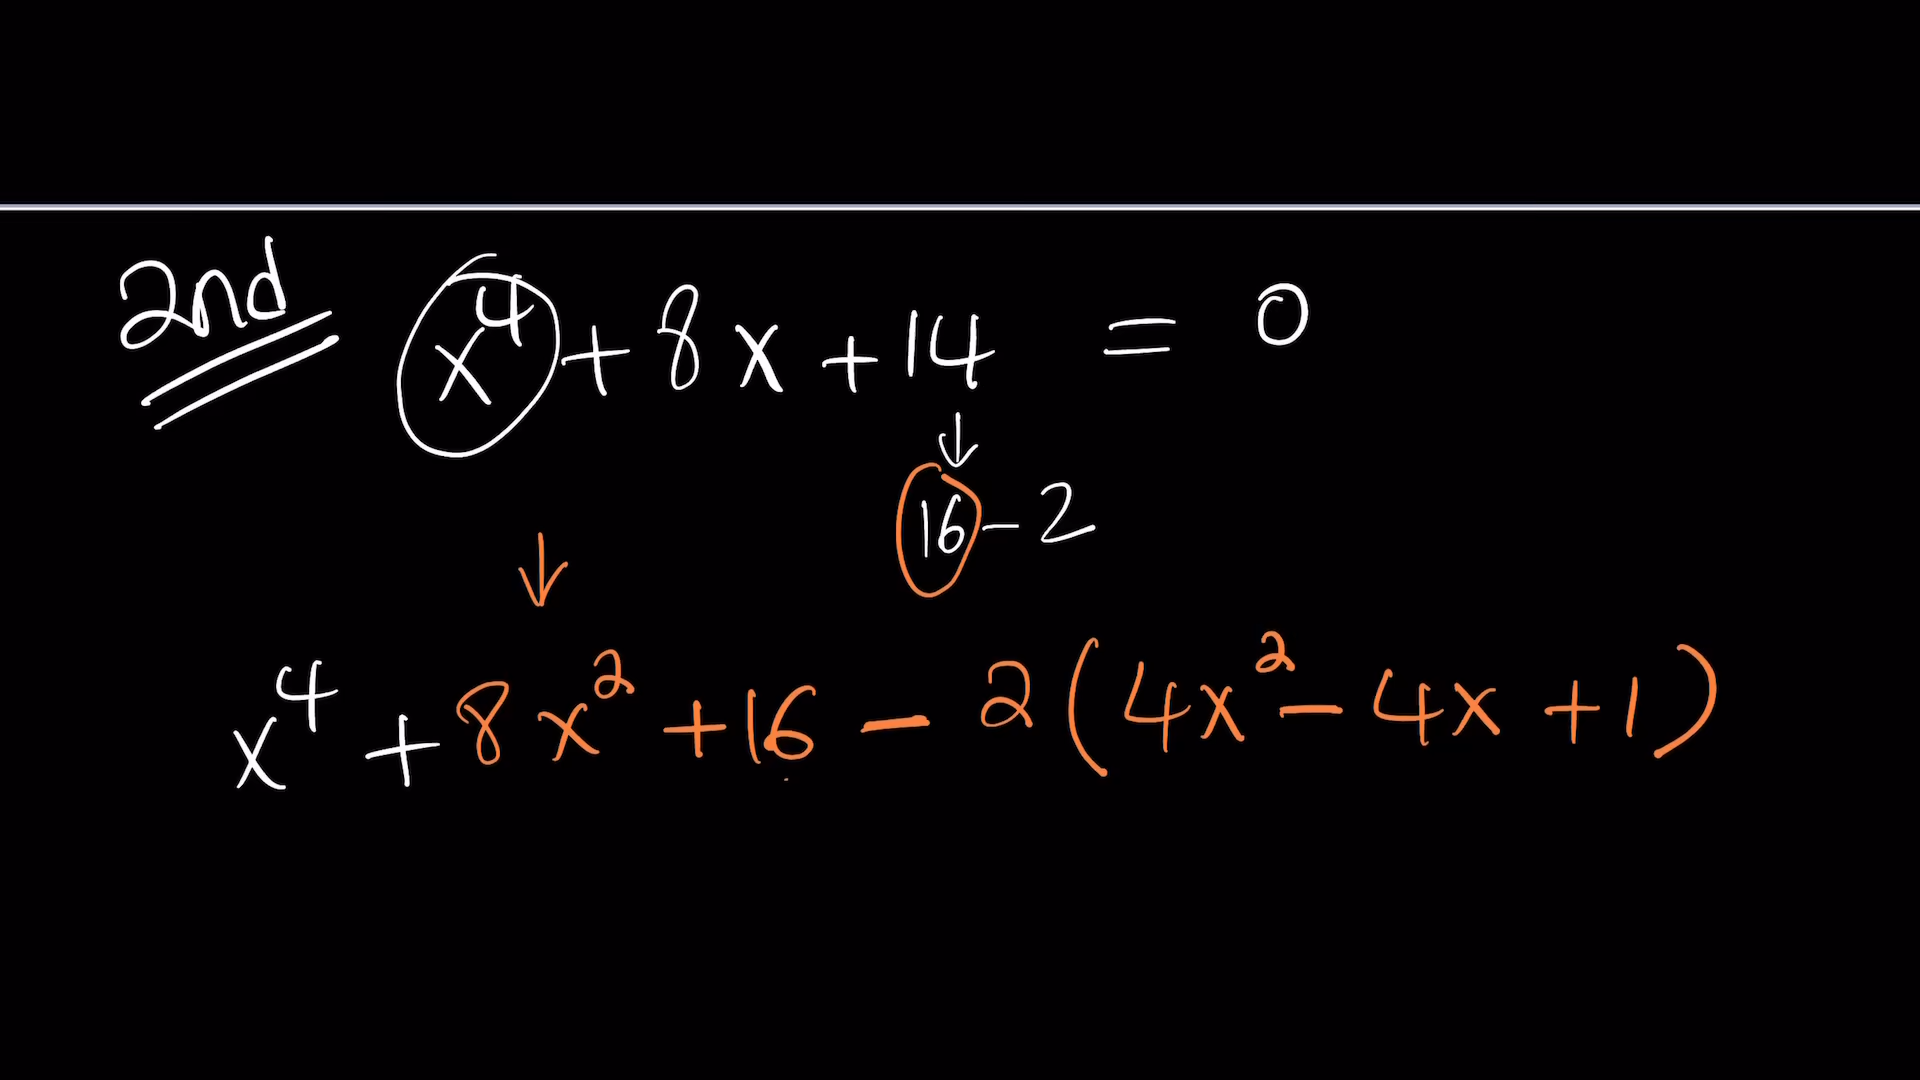 2nd x⁴ + 8x + 14 = 0
↓
16 - 2
↓
x⁴ + 8x² + 16 - 2(4x² - 4x + 1)